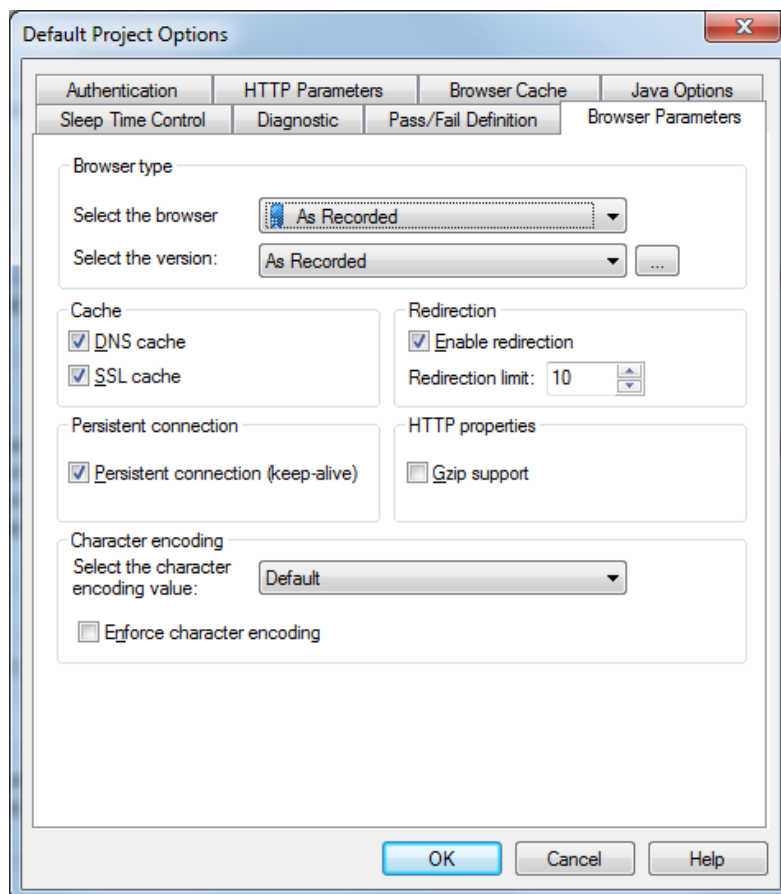 Default Project Options
Authentication HTTP Parameters Browser Cache Java Options
Sleep Time Control Diagnostic Pass/Fail Definition Browser Parameters
Browser type
Select the browser As Recorded
Select the version: As Recorded ...
Cache Redirection
DNS cache Enable redirection
SSL cache Redirection limit: 10
Persistent connection HTTP properties
Persistent connection (keep-alive) Gzip support
Character encoding
Select the character
encoding value: Default
Enforce character encoding
OK Cancel Help